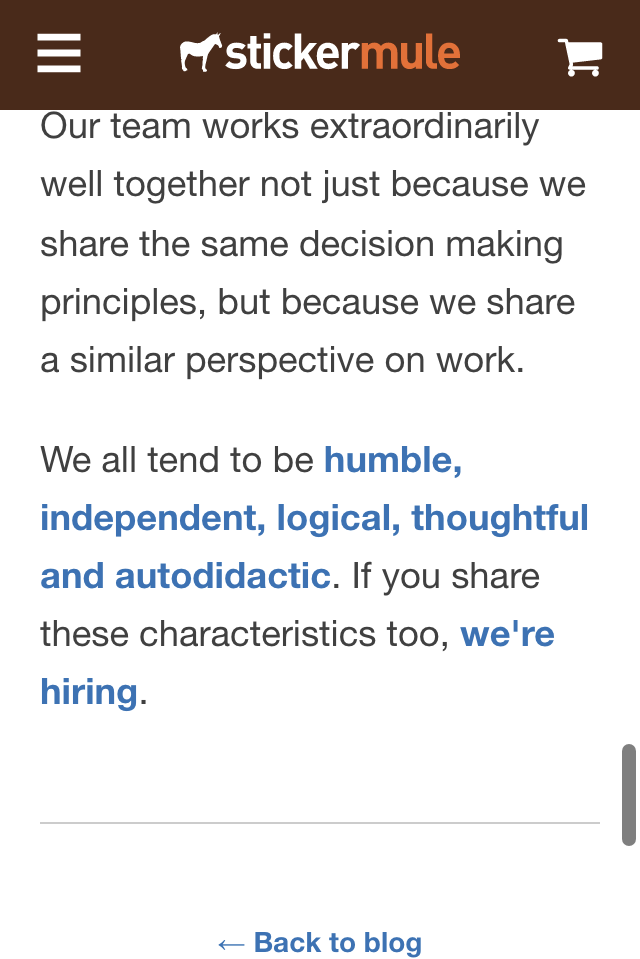 stickermule
Our team works extraordinarily
well together not just because we
share the same decision making
principles, but because we share
a similar perspective on work.
We all tend to be humble,
independent, logical, thoughtful
and autodidactic. If you share
these characteristics too, we're
hiring.
← Back to blog